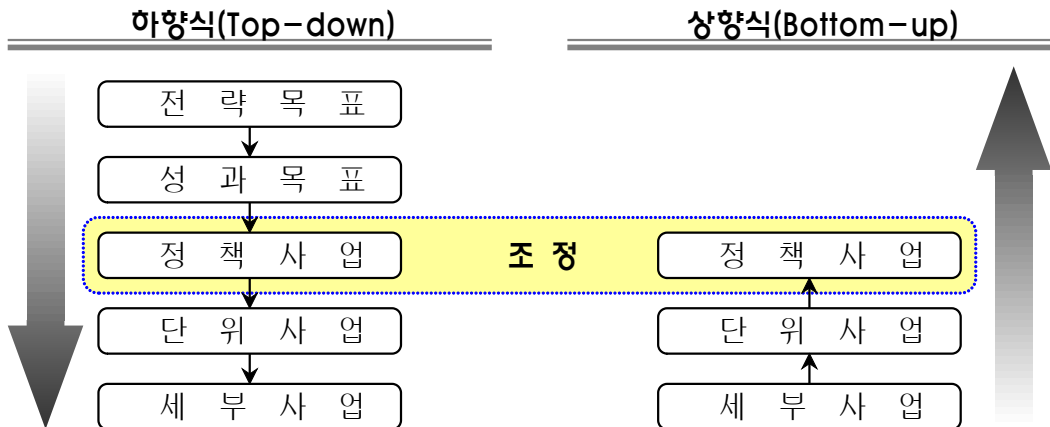 하향식(Top-down)
상향식(Bottom-up)
전 략 목 표
성 과 목 표
정 책 사 업
조 정
정 책 사 업
단 위 사 업
단 위 사 업
세 부 사 업
세 부 사 업